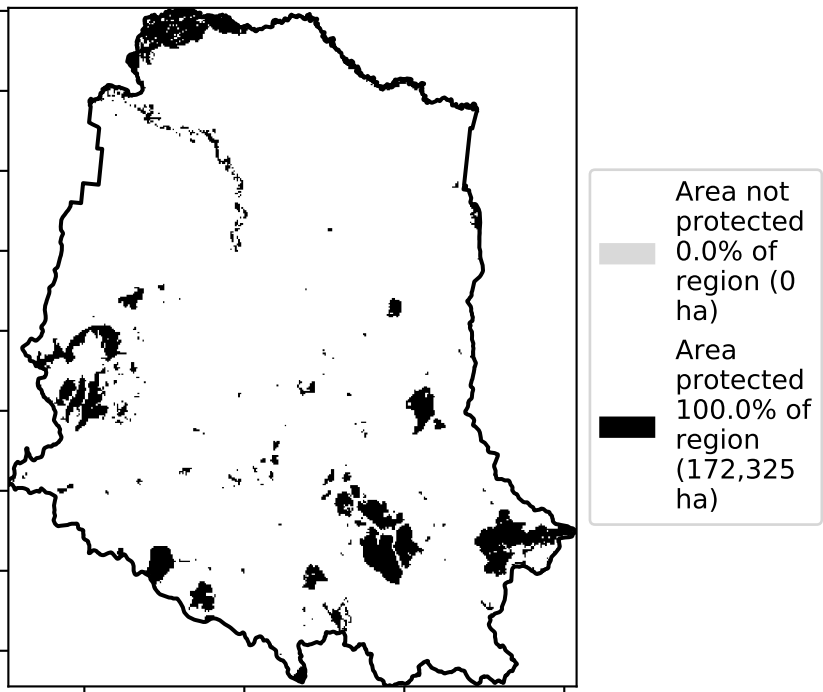 Area not
protected
0.0% of
region (0
ha)
Area
protected
100.0% of
region
(172,325
ha)